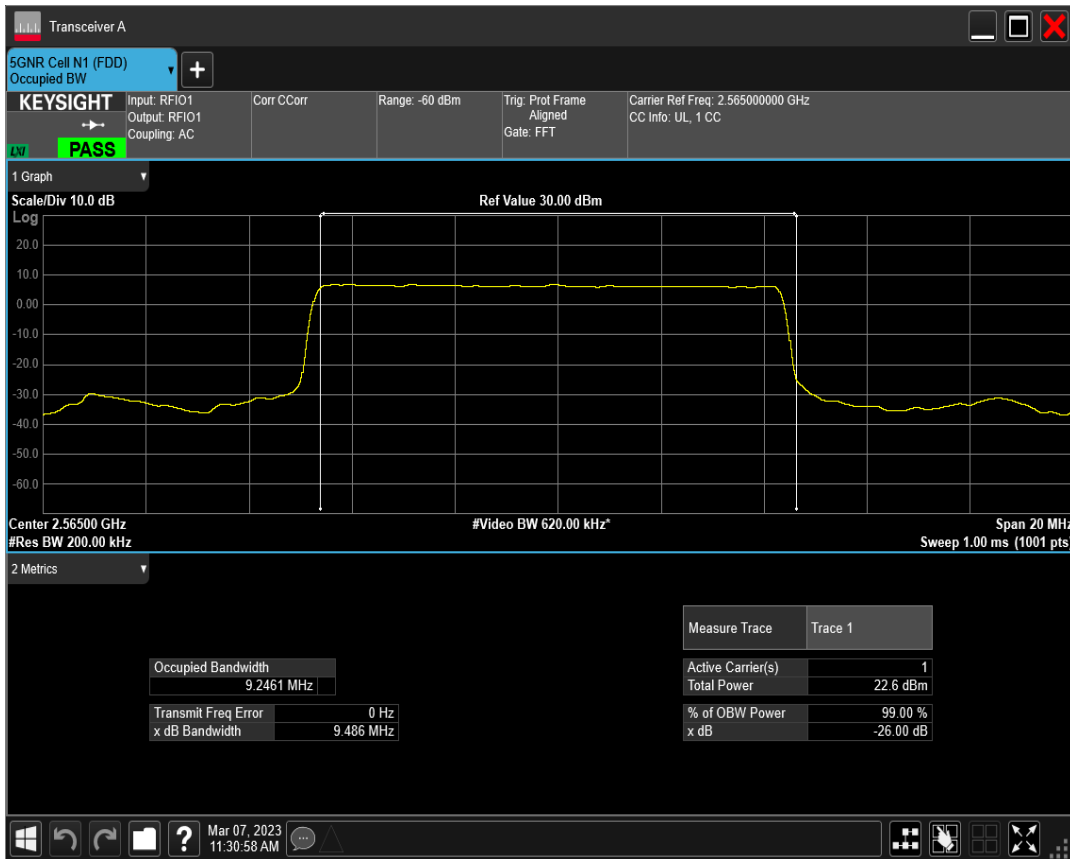 Transceiver A
5GNR Cell N1 (FDD)
Occupied BW
+
KEYSIGHT
LXI
PASS
Input: RFIO1
Output: RFIO1
Coupling: AC
Corr CCorr
Range: -60 dBm
Trig: Prot Frame
Aligned
Gate: FFT
Carrier Ref Freq: 2.565000000 GHz
CC Info: UL, 1 CC
1 Graph
Scale/Div 10.0 dB
Ref Value 30.00 dBm
Log
20.0
10.0
0.00
-10.0
-20.0
-30.0
-40.0
-50.0
-60.0
Center 2.56500 GHz
#Video BW 620.00 kHz*
Span 20 MHz
#Res BW 200.00 kHz
Sweep 1.00 ms (1001 pts)
2 Metrics
Measure Trace Trace 1
Occupied Bandwidth
9.2461 MHz
Active Carrier(s) 1
Total Power 22.6 dBm
Transmit Freq Error 0 Hz
x dB Bandwidth 9.486 MHz
% of OBW Power 99.00 %
x dB -26.00 dB
?
Mar 07, 2023
11:30:58 AM